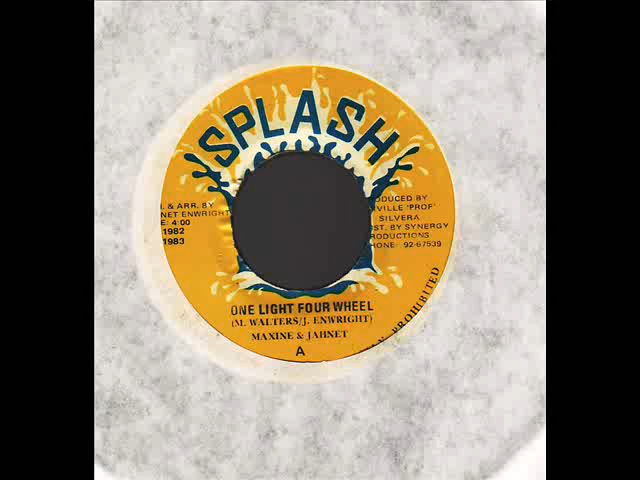 SPLASH
. & ARR. BY
NET ENWRIGHT
E: 4:00
1982
1983
ODUCED BY
VILLE 'PROF'
SILVERA
ST. BY SYNERGY
RODUCTIONS
HONE: 92-67539
ONE LIGHT FOUR WHEEL
(M. WALTERS/J. ENWRIGHT)
MAXINE & JAHNET
A
PROHIBITED